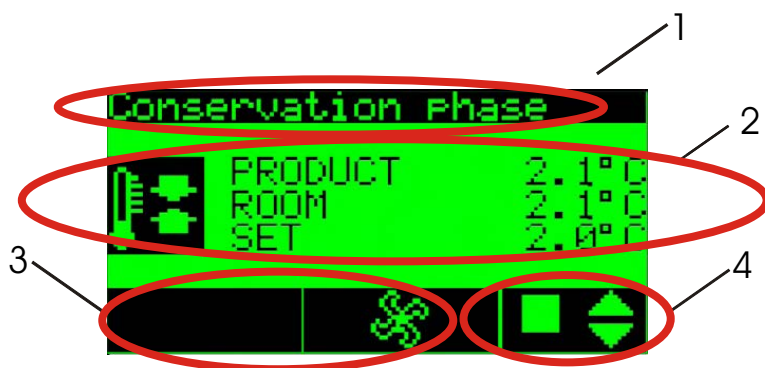 1
Conservation phase
2
PRODUCT 2.1°C
ROOM 2.1°C
SET 2.0°C
3
4